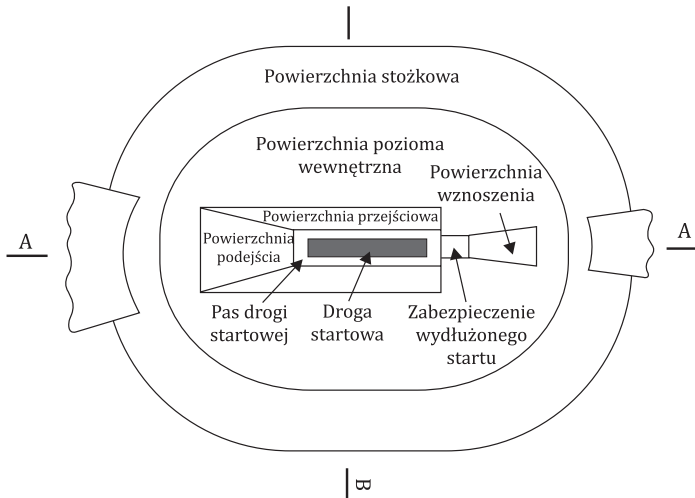 Powierzchnia stożkowa
Powierzchnia pozioma
wewnętrzna
Powierzchnia
wznoszenia
Powierzchnia przejściowa
Powierzchnia
podejścia
A
A
Pas drogi
startowej
Droga
startowa
Zabezpieczenie
wydłużonego
startu
B